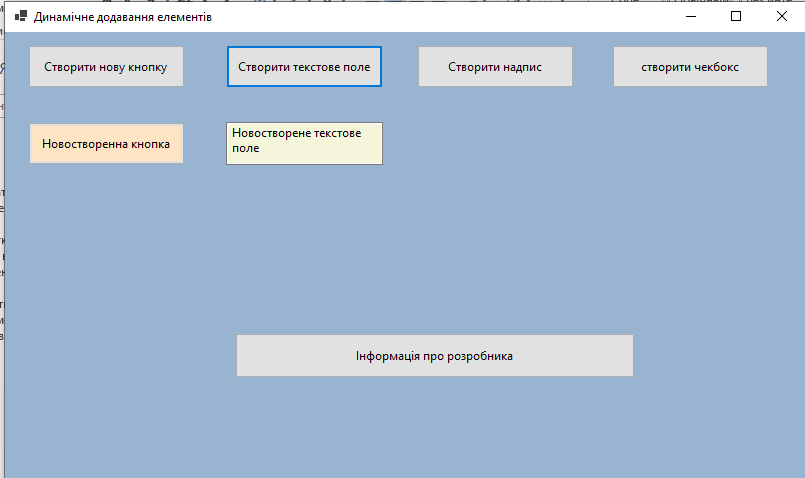 Динамічне додавання елементів
Створити нову кнопку
Створити текстове поле
Створити надпис
створити чекбокс
Новостворенна кнопка
Новостворене текстове
поле
Інформація про розробника